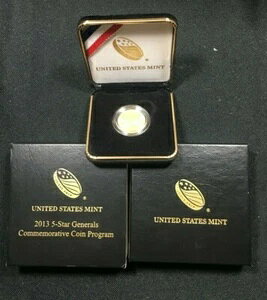 UNITED STATES MINT
UNITED STATES MINT
2013 5-Star Generals
Commemorative Coin Program
UNITED STATES MINT